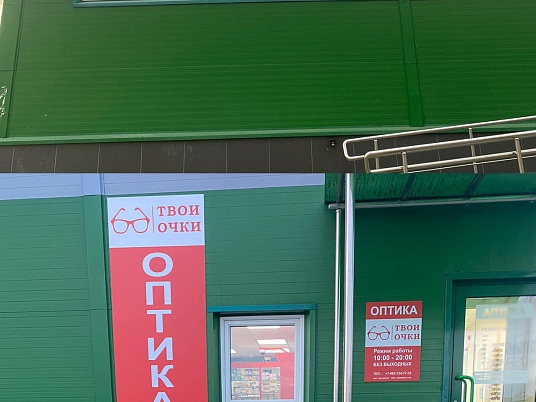 ТВОИ
ОЧКИ
ОПТИКА
ОПТИКА
ТВОИ
ОЧКИ
Режим работы
10:00 - 20:00
БЕЗ ВЫХОДНЫХ